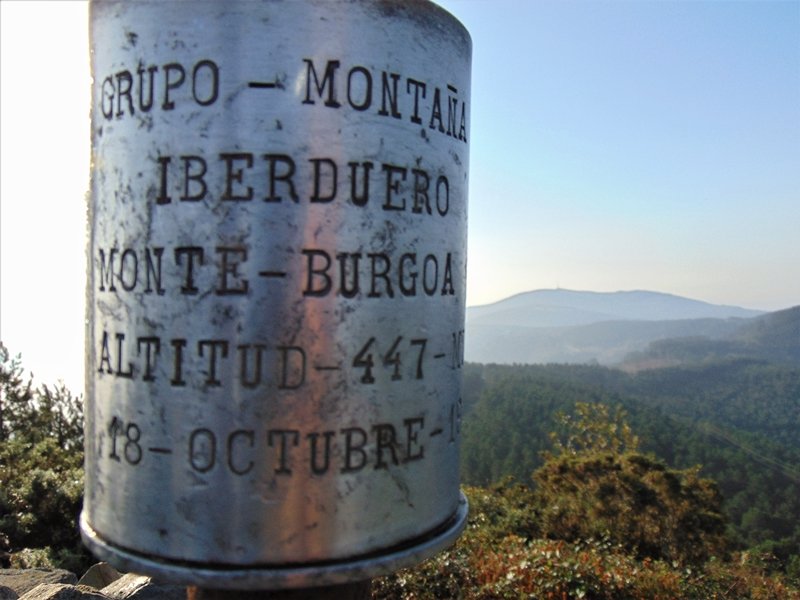 GRUPO - MONTAÑA
IBERDUERO
MONTE - BURGOA
ALTITUD - 447 -
18 - OCTUBRE -